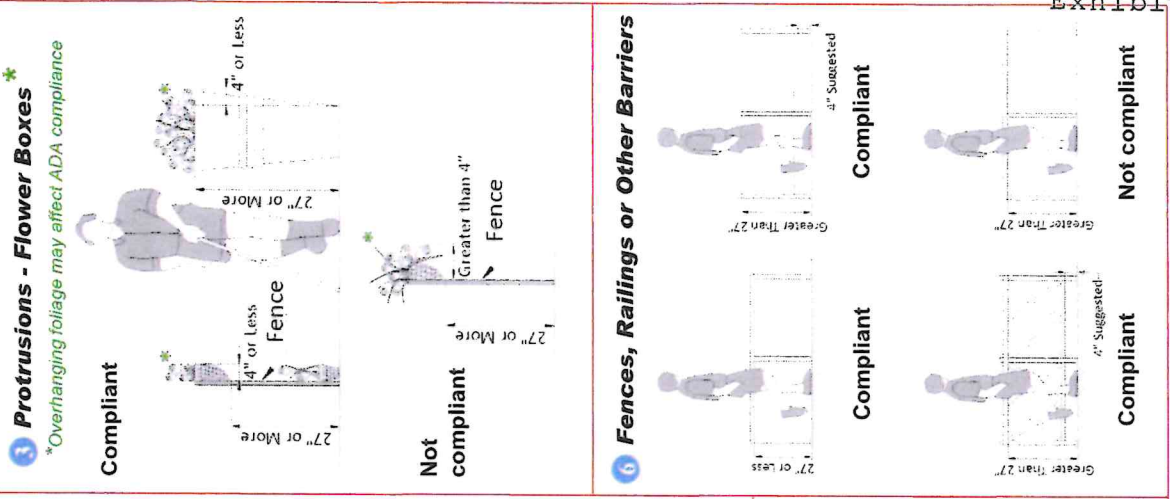 Exhibi
3 Protrusions - Flower Boxes *
*Overhanging foliage may affect ADA compliance
Compliant
27" or More
4" or Less
Fence
*
27" or More
4" or Less
*
Not
compliant
27" or More
Greater than 4"
Fence
*
6 Fences, Railings or Other Barriers
27" or Less
Compliant
Greater Than 27"
4" Suggested
Compliant
Greater Than 27"
4" Suggested
Compliant
Greater Than 27"
Not compliant